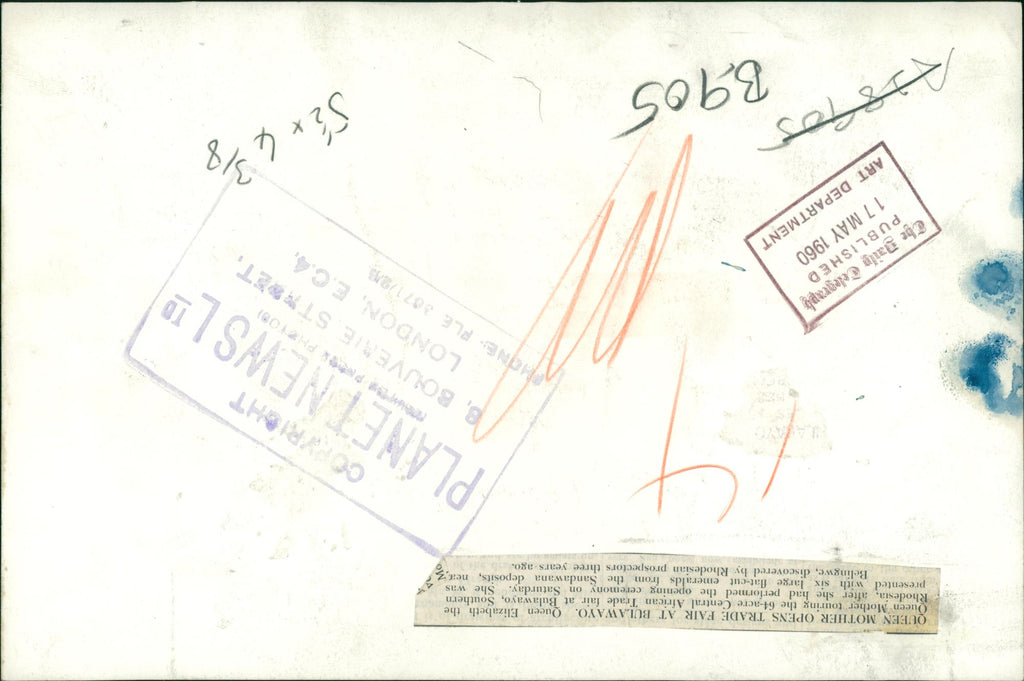 B.905
5½ × 4
3/8
The Daily Telegraph
PUBLISHED
17 MAY 1960
ART DEPARTMENT
COPYRIGHT
PLANET NEWS LTD
8, BOUVERIE STREET,
LONDON, E.C.4.
QUEEN MOTHER OPENS TRADE FAIR AT BULAWAYO. Queen Elizabeth the
Queen Mother touring the 64-acre Central African Trade fair at Bulawayo, Southern
Rhodesia, after she had performed the opening ceremony on Saturday. She was
presented with six large flat-cut emeralds from the Sandawana deposits, near
Belingwe, discovered by Rhodesian prospectors three years ago.